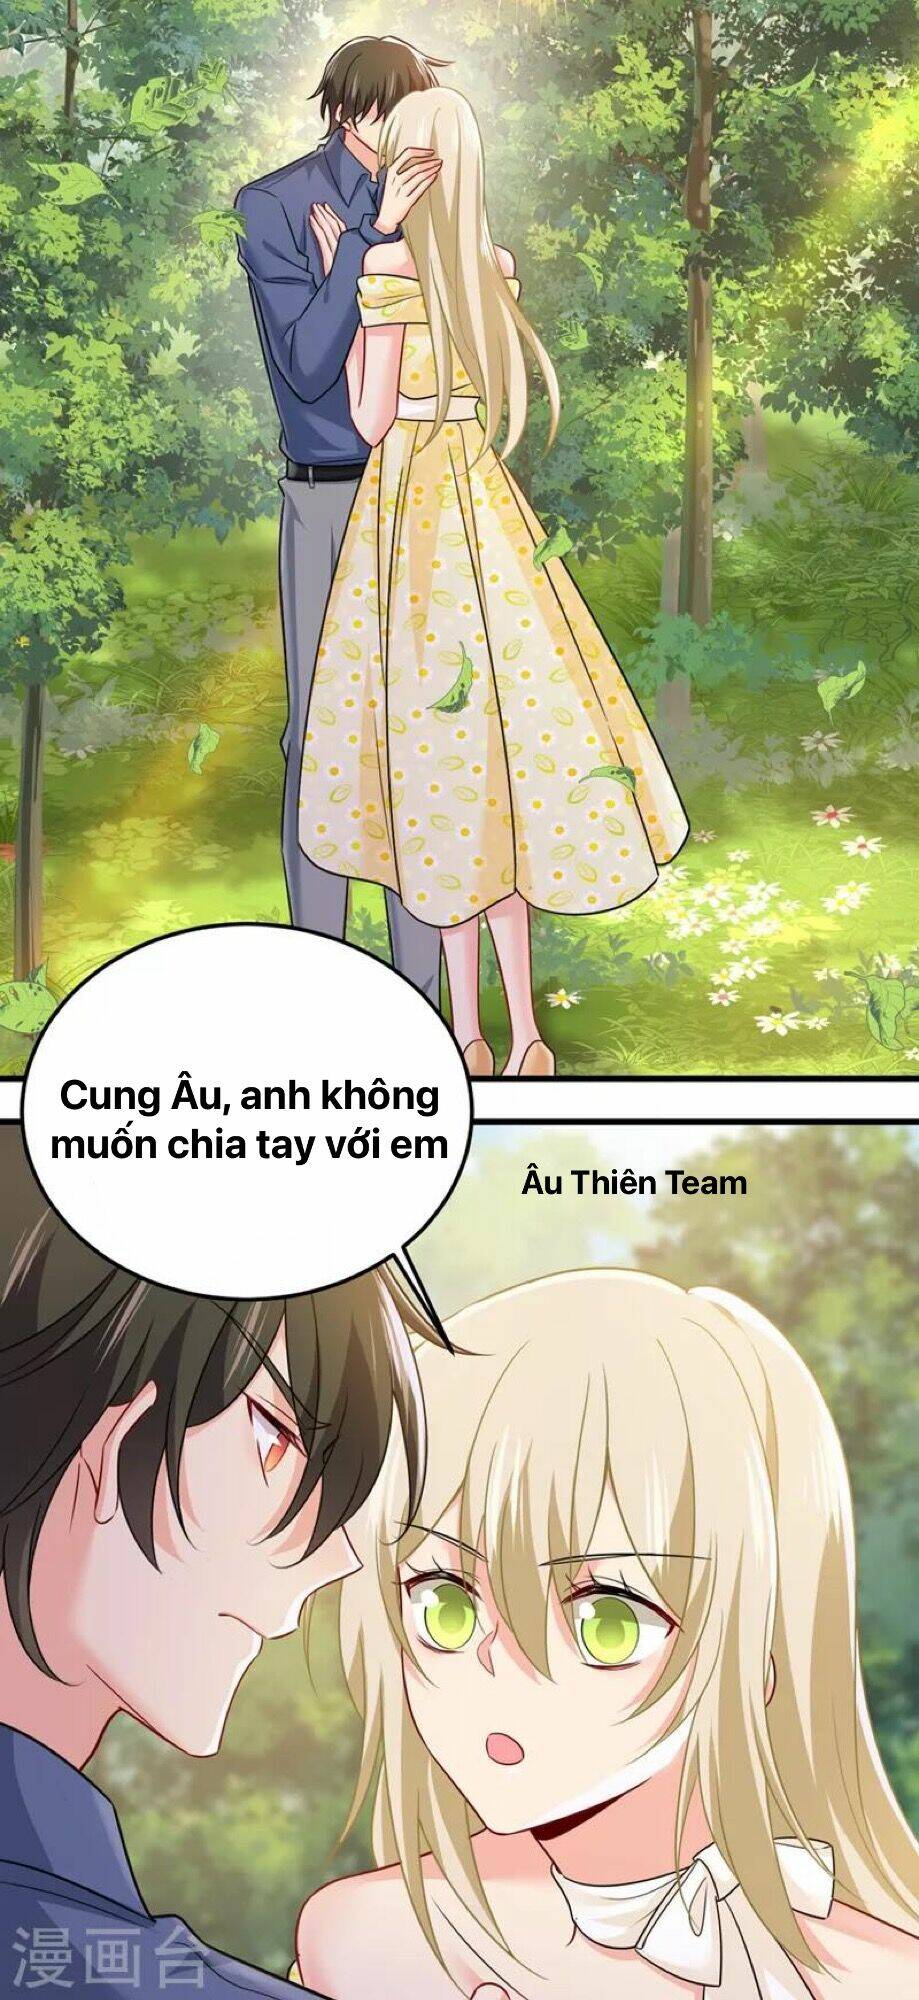 Cung Âu, anh không
muốn chia tay với em
Âu Thiên Team
漫画台